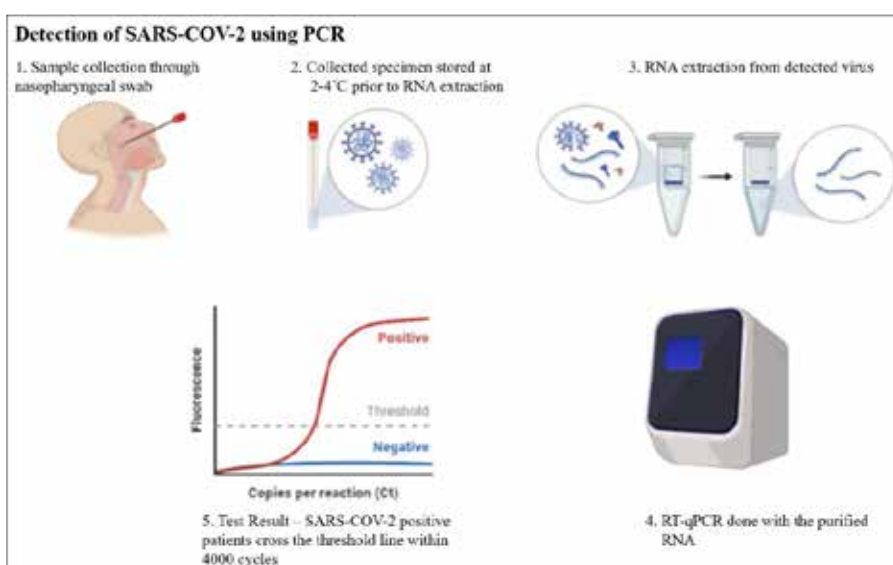 Detection of SARS-COV-2 using PCR
1. Sample collection through
nasopharyngeal swab
2. Collected specimen stored at
2-4°C prior to RNA extraction
3. RNA extraction from detected virus
Fluorescence
Positive
Threshold
Negative
Copies per reaction (Ct)
4. RT-qPCR done with the purified
RNA
5. Test Result – SARS-COV-2 positive
patients cross the threshold line within
4000 cycles